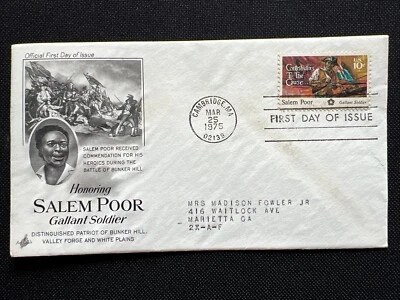 Official First Day of Issue
SALEM POOR RECEIVED
COMMENDATION FOR HIS
HEROICS DURING THE
BATTLE OF BUNKER HILL
Honoring
SALEM POOR
Gallant Soldier
DISTINGUISHED PATRIOT OF BUNKER HILL,
VALLEY FORGE AND WHITE PLAINS
CAMBRIDGE, MA
MAR
25
1975
02139
Contributors
To The
Cause...
US
10c
Salem Poor Gallant Soldier
FIRST DAY OF ISSUE
MRS MADISON FOWLER JR
416 WAITLOCK AVE
MARIETTA GA
2X-A-F